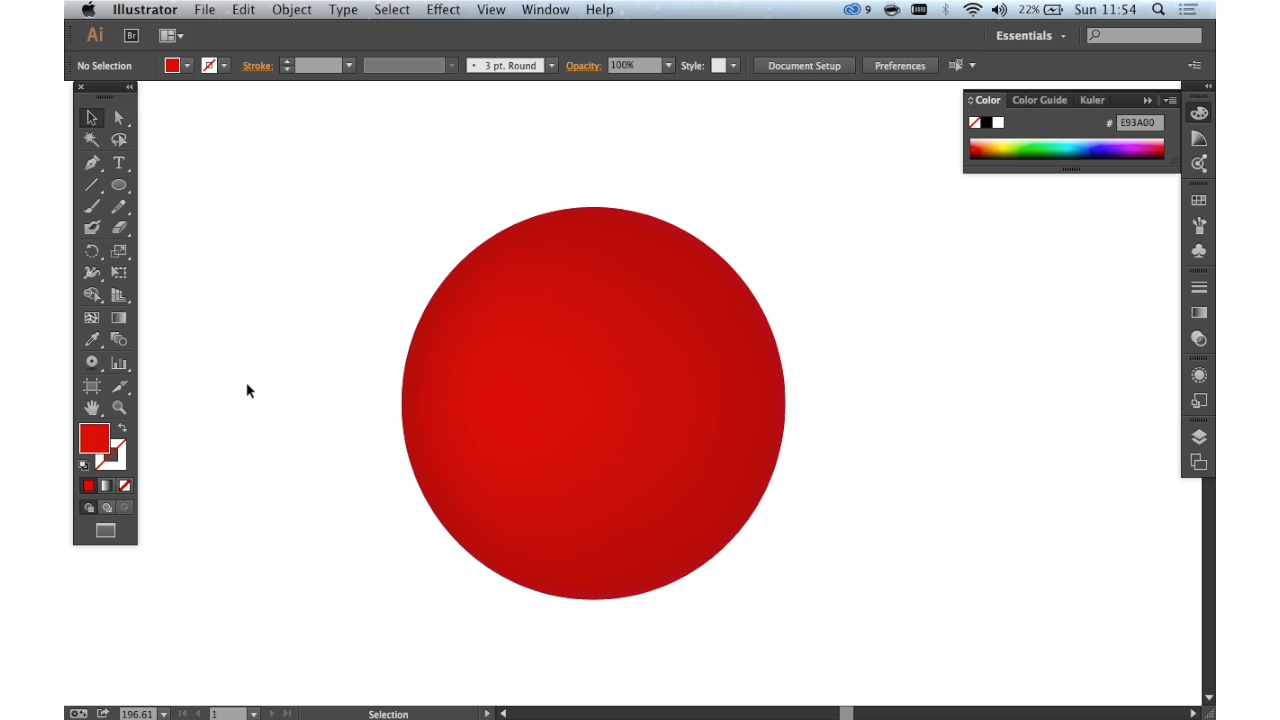 Illustrator File Edit Object Type Select Effect View Window Help 9 22% Sun 11:54
Ai Br Essentials
No Selection Stroke: 3 pt. Round Opacity: 100% Style: Document Setup Preferences
Color Color Guide Kuler
# E93A00
T
196.61 1 Selection